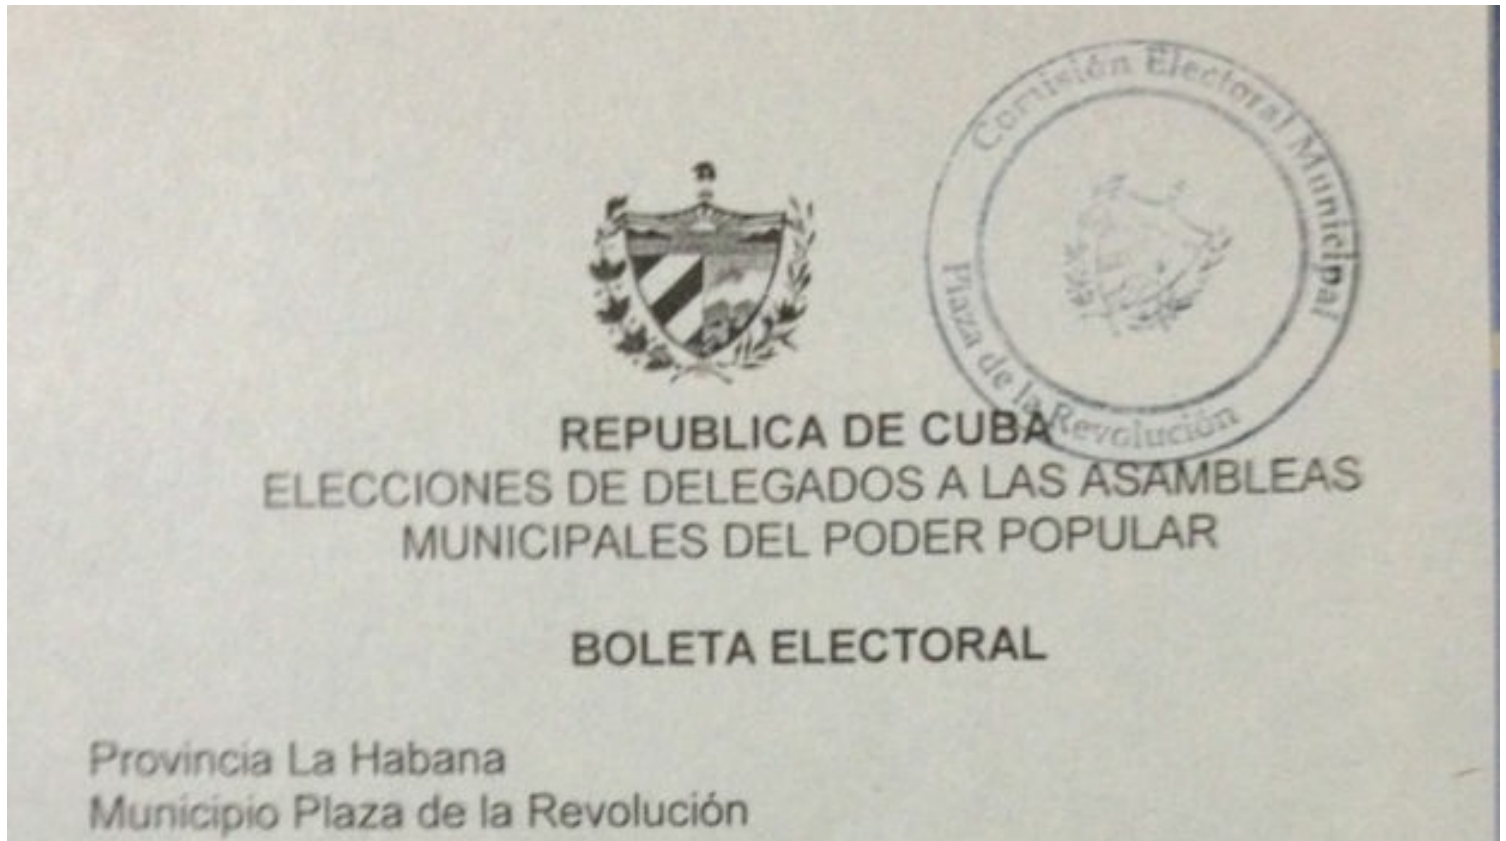 Comisión Electoral Municipal
Plaza de la Revolución
REPUBLICA DE CUBA
ELECCIONES DE DELEGADOS A LAS ASAMBLEAS
MUNICIPALES DEL PODER POPULAR
BOLETA ELECTORAL
Provincia La Habana
Municipio Plaza de la Revolución